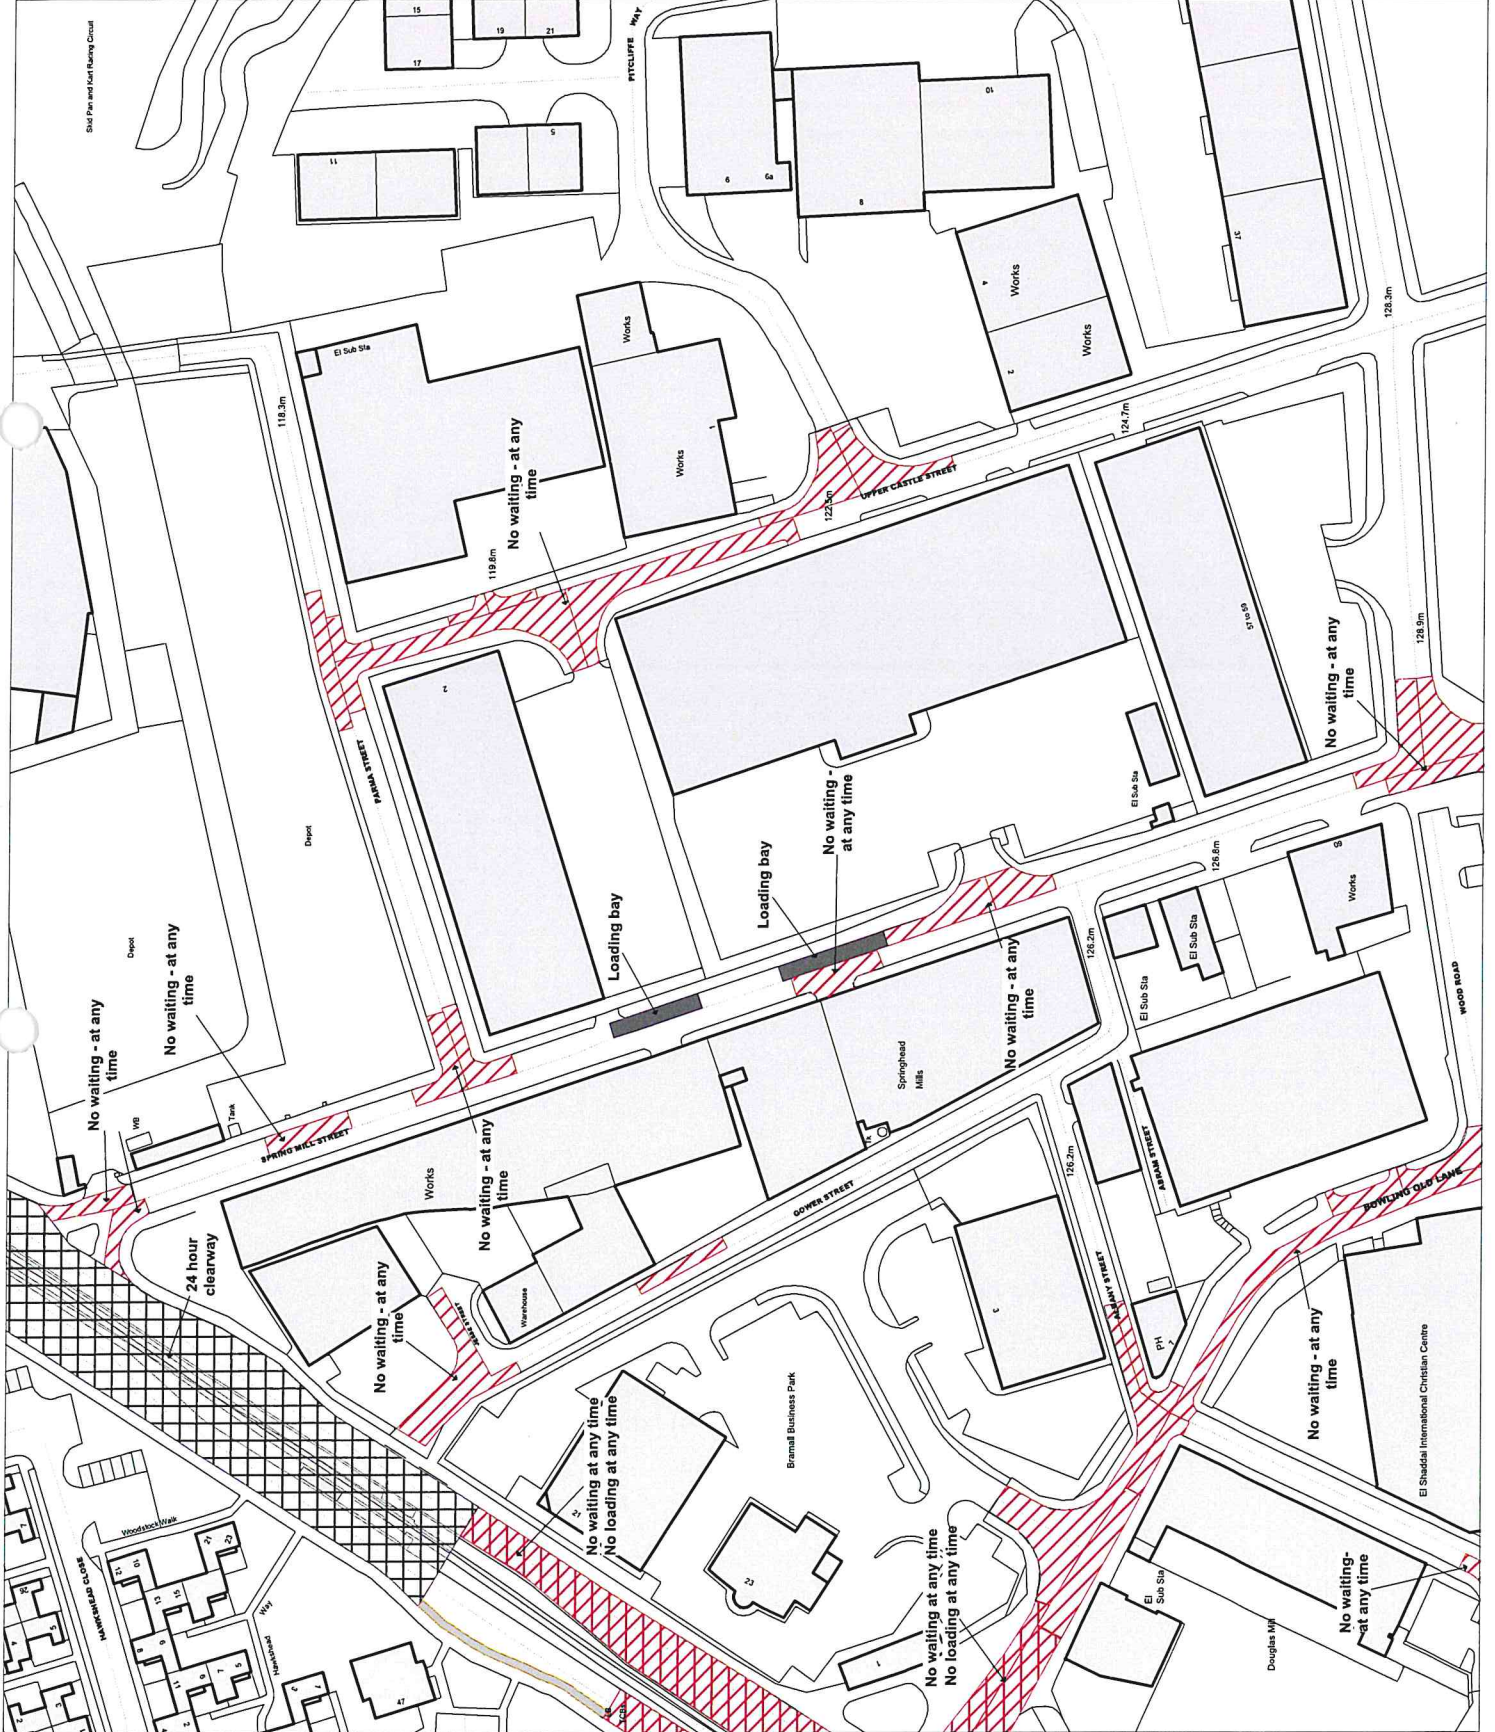 Skid Pan and Kart Racing Circuit
15
17
19
21
PITCLIFFE WAY
11
5
9
8
10
4
Works
2
Works
37
128.3m
El Sub Sta
118.3m
Works
1
Works
No waiting - at any
time
119.8m
122.5m
UPPER CASTLE STREET
124.7m
57 to 59
128.9m
No waiting - at any
time
2
PARMA STREET
Depot
Depot
No waiting - at any
time
No waiting - at any
time
WB
Tank
SPRING MILL STREET
Loading bay
Loading bay
No waiting -
at any time
El Sub Sta
126.8m
No waiting - at any
time
126.2m
El Sub Sta
El Sub Sta
Works
WOOD ROAD
Springhead
Mills
Works
No waiting - at any
time
24 hour
clearway
No waiting - at any
time
Warehouse
GOWER STREET
126.2m
ABRAM STREET
ALBANY STREET
BOWLING OLD LANE
PH
3
No waiting - at any
time
El Shaddai International Christian Centre
Bramall Business Park
No waiting at any time
No loading at any time
21
23
1
No waiting at any time
No loading at any time
El
Sub Sta
Douglas Mill
No waiting-
at any time
HAWKSHEAD CLOSE
Woodstock Walk
Hawkshead
Way
47